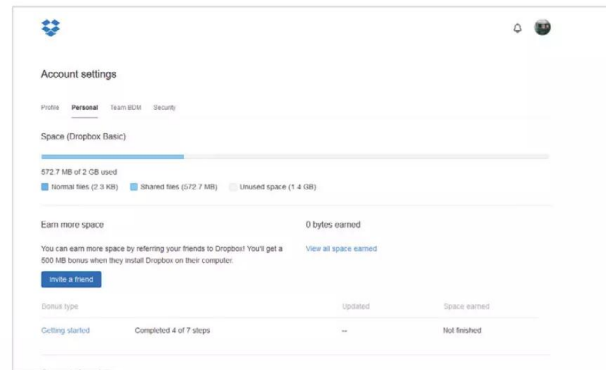 Account settings
Profile Personal Team BDM Security
Space (Dropbox Basic)
572.7 MB of 2 GB used
Normal files (2.3 KB) Shared files (572.7 MB) Unused space (1.4 GB)
Earn more space 0 bytes earned
You can earn more space by referring your friends to Dropbox! You'll get a View all space earned
500 MB bonus when they install Dropbox on their computer.
Invite a friend
Bonus type Updated Space earned
Getting started Completed 4 of 7 steps -- Not finished